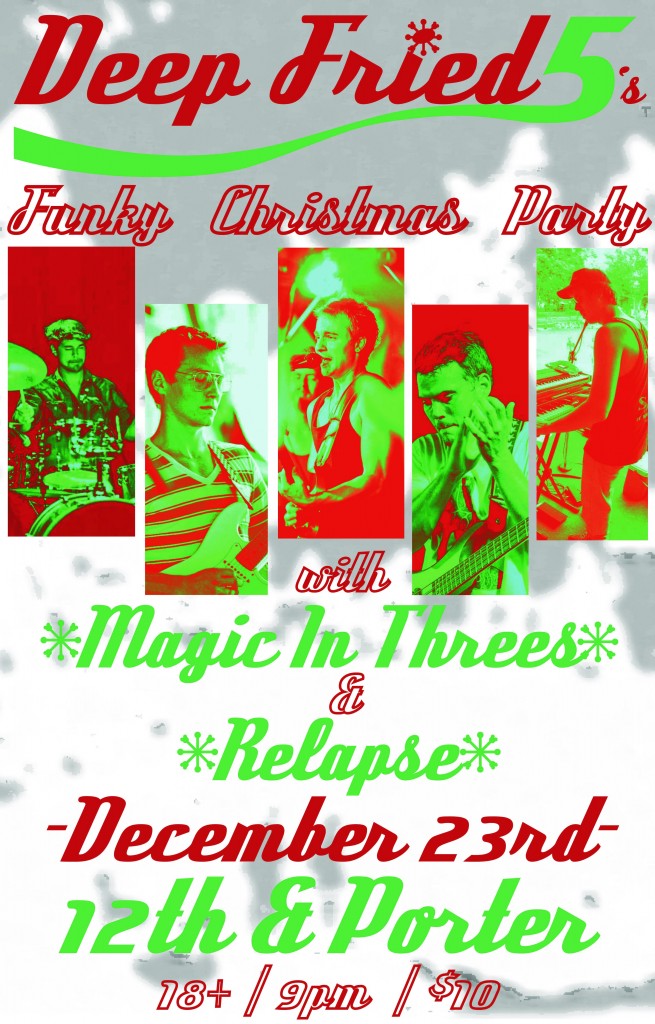 Deep Fried 5's
Funky Christmas Party
with
*Magic In Threes*
&
*Relapse*
-December 23rd-
12th & Porter
18+ | 9pm | $10